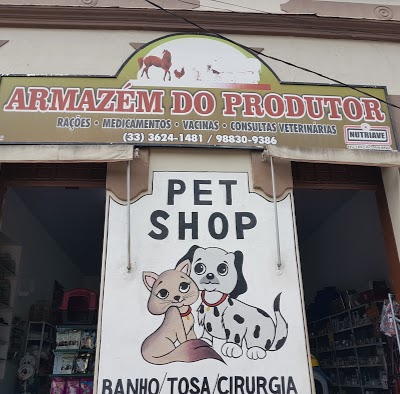 ARMAZÉM DO PRODUTOR
RAÇÕES • MEDICAMENTOS • VACINAS • CONSULTAS VETERINÁRIAS
(33) 3624-1481 / 98830-9386
NUTRIAVE
PET
SHOP
BANHO/TOSA/CIRURGIA